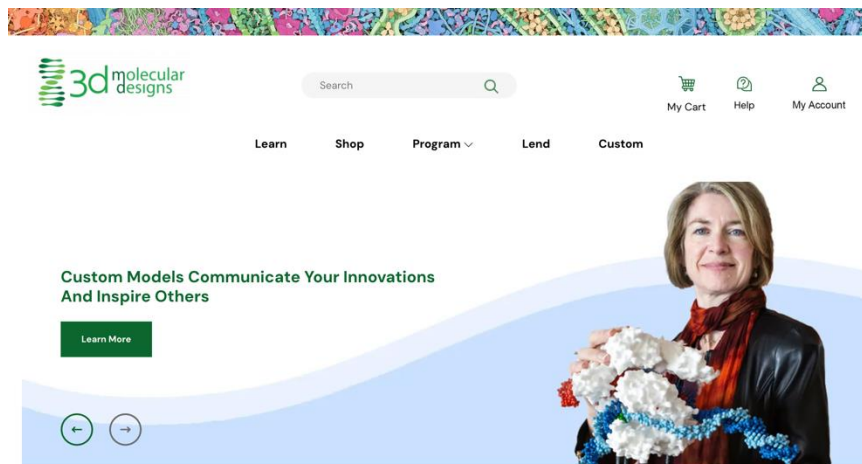 3d molecular
designs
Search
My Cart
Help
My Account
Learn
Shop
Program
Lend
Custom
Custom Models Communicate Your Innovations
And Inspire Others
Learn More